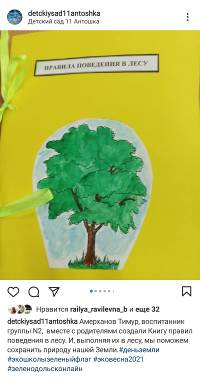 detckiysad11antoshka
Детский сад 11 Антошка
ПРАВИЛА ПОВЕДЕНИЯ В ЛЕСУ
Нравится railya_ravilevna_b и еще 32
detckiysad11antoshka Амерханов Тимур, воспитанник
группы N2, вместе с родителями создали Книгу правил
поведения в лесу. И, выполняя их в лесу, мы поможем
сохранить природу нашей Земли. #деньземли
#экошколызеленыйфлаг #эковесна2021
#зеленодольсконлайн